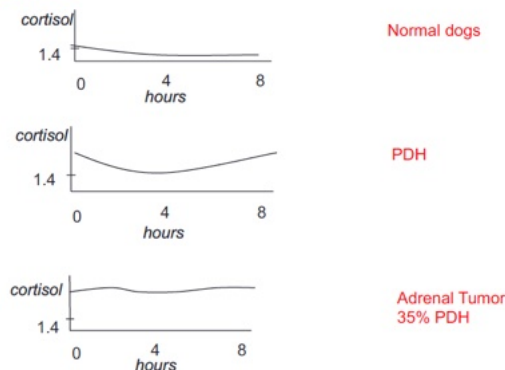 cortisol
Normal dogs
1.4
0 4 8
hours
cortisol
PDH
1.4
0 4 8
hours
cortisol
Adrenal Tumor
35% PDH
1.4
0 4 8
hours